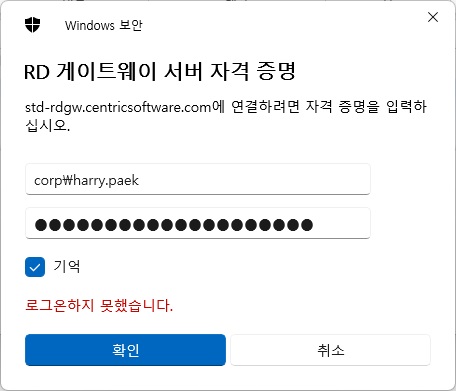 Windows 보안
RD 게이트웨이 서버 자격 증명
std-rdgw.centricsoftware.com에 연결하려면 자격 증명을 입력하
십시오.
corp₩harry.paek
●●●●●●●●●●●●●●●●●●●●
기억
로그온하지 못했습니다.
확인
취소